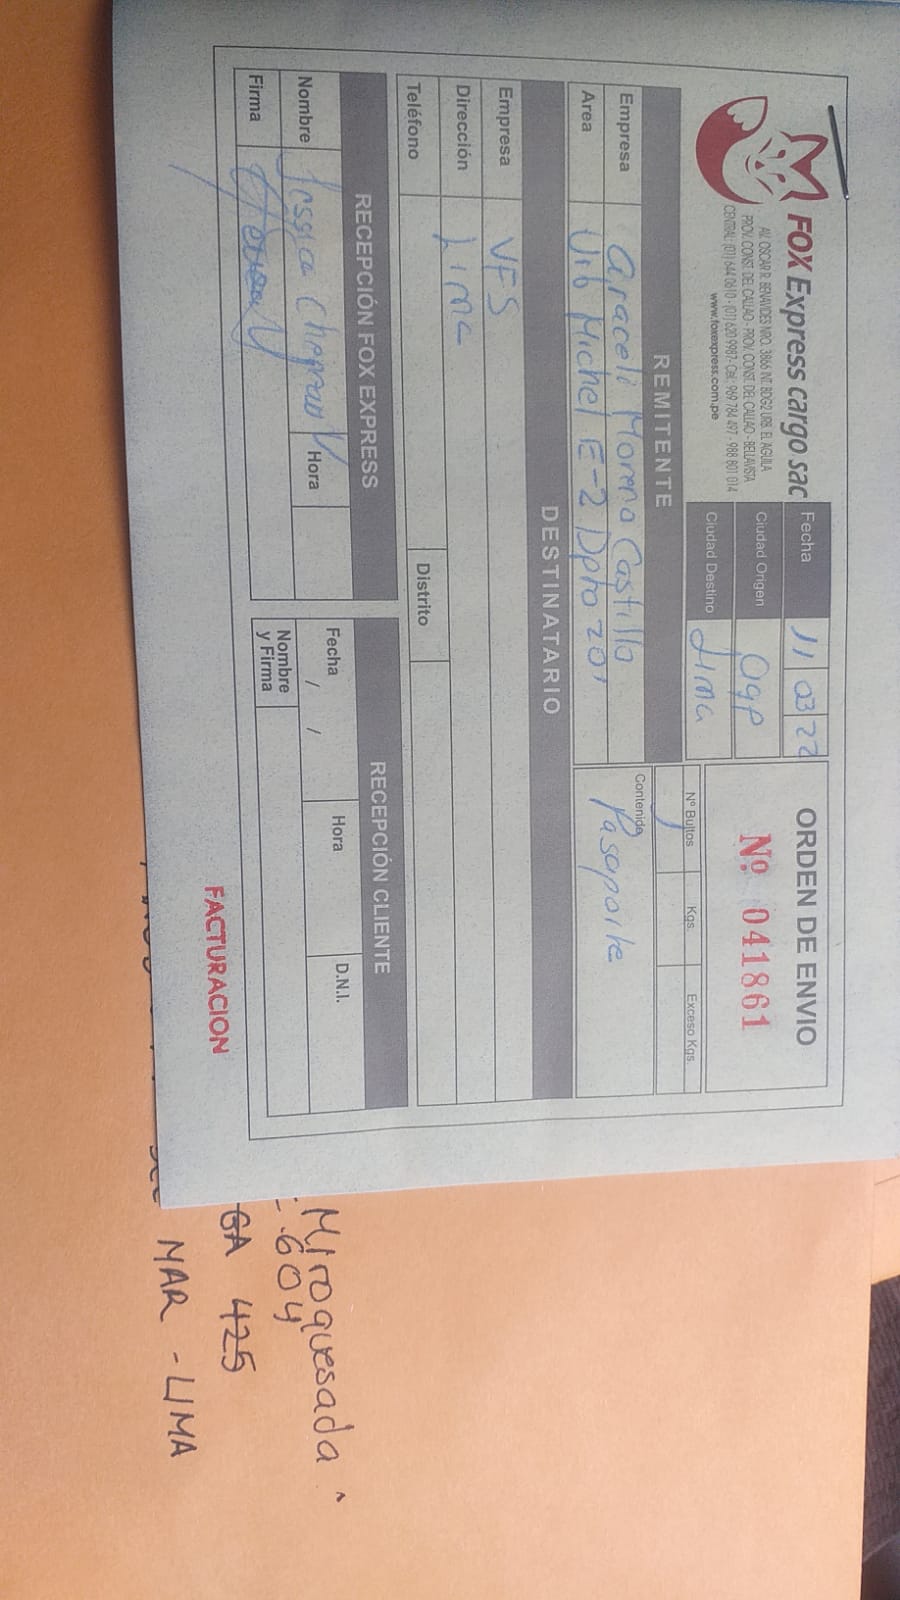 FOX Express cargo sac
AV. OSCAR R. BENAVIDES NRO. 3866 INT. BDG2 URB. EL AGUILA
PROV. CONST. DEL CALLAO - PROV. CONST. DEL CALLAO - BELLAVISTA
CENTRAL: (01) 644 0610 - (01) 620 9987 - Cel.: 969 784 497 - 988 801 014
www.foxexpress.com.pe
Fecha 11 03 22
Ciudad Origen aqp
Ciudad Destino Lima
ORDEN DE ENVIO
Nº 041861
Nº Bultos 1
Kgs.
Exceso Kgs.
REMITENTE
Empresa Araceli Moreno Castillo
Area Urb Michel E-2 Dpto 201
Contenido
Pasaporte
DESTINATARIO
Empresa VFS
Dirección Lima
Teléfono
Distrito
RECEPCIÓN FOX EXPRESS
Nombre Jessica
Hora
Firma
RECEPCIÓN CLIENTE
Fecha / /
Hora
D.N.I.
Nombre
y Firma
FACTURACION
Miroquesada
604
GA 425
MAR - LIMA